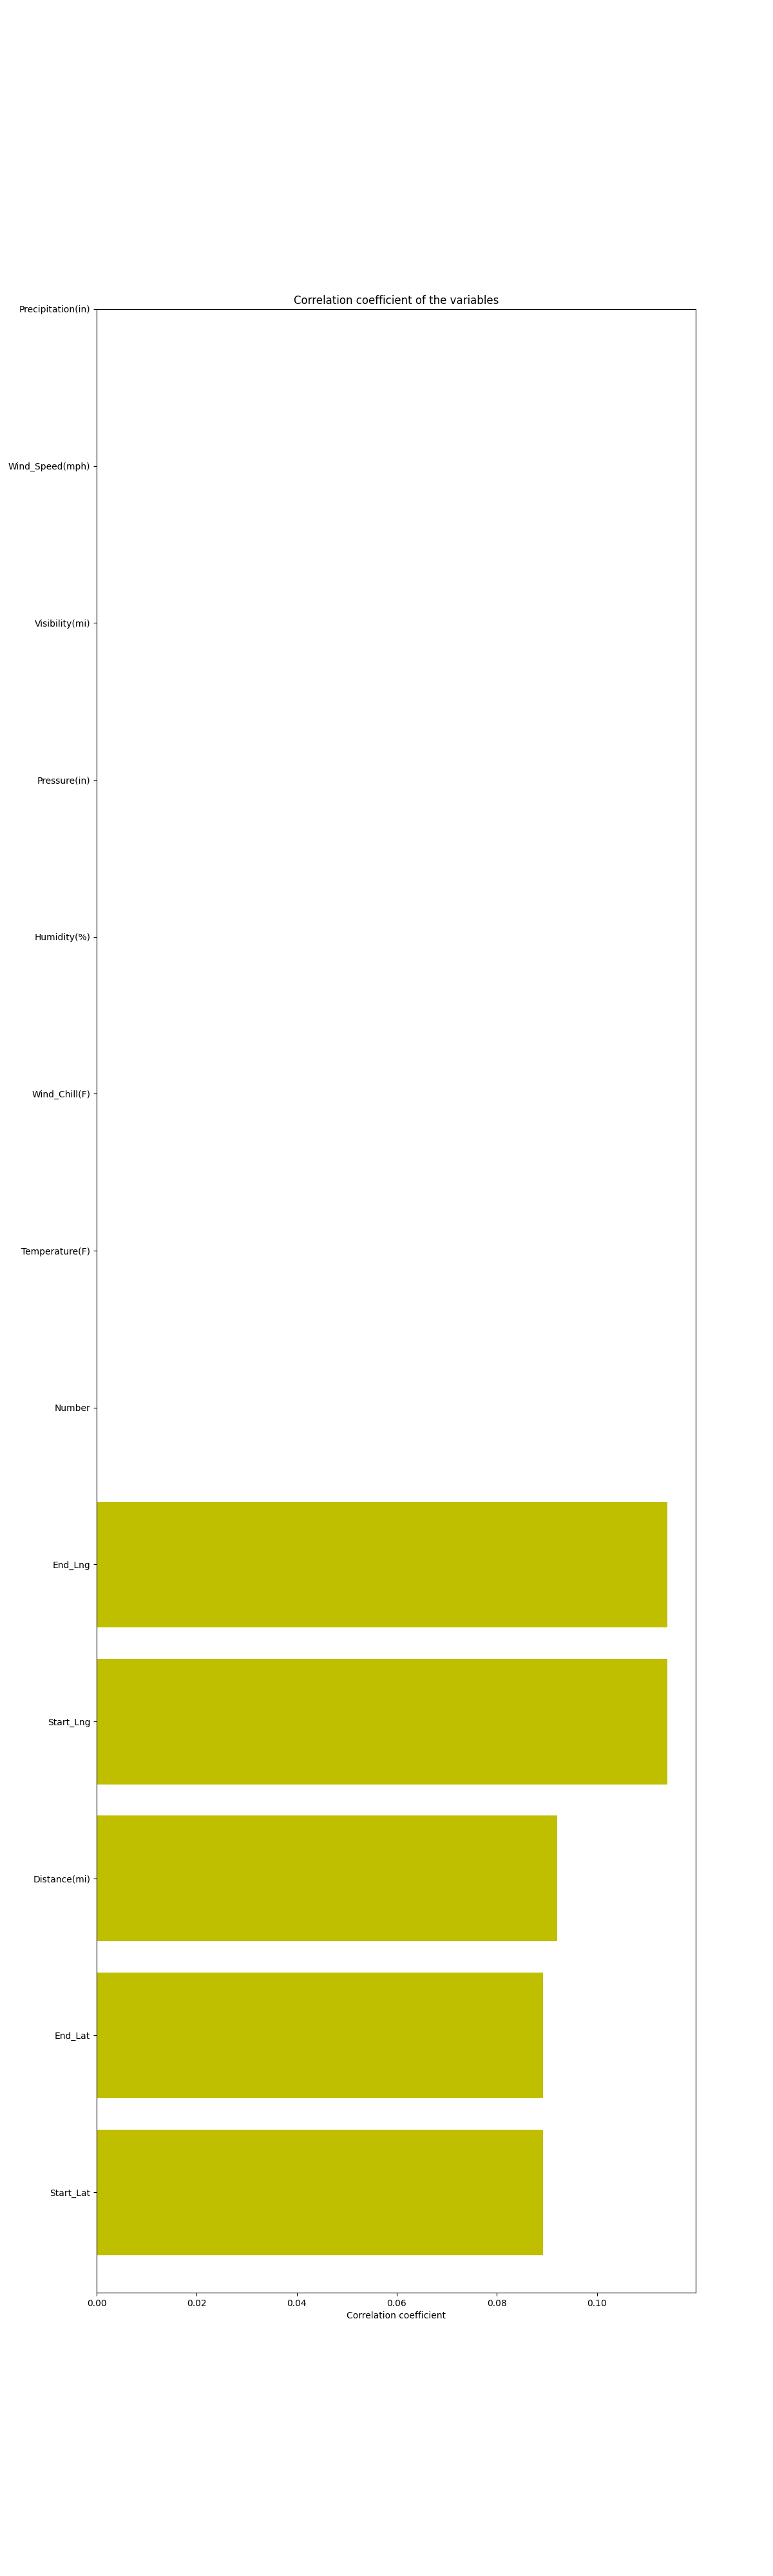 Correlation coefficient of the variables
Precipitation(in)
Wind_Speed(mph)
Visibility(mi)
Pressure(in)
Humidity(%)
Wind_Chill(F)
Temperature(F)
Number
End_Lng
Start_Lng
Distance(mi)
End_Lat
Start_Lat
0.00 0.02 0.04 0.06 0.08 0.10
Correlation coefficient